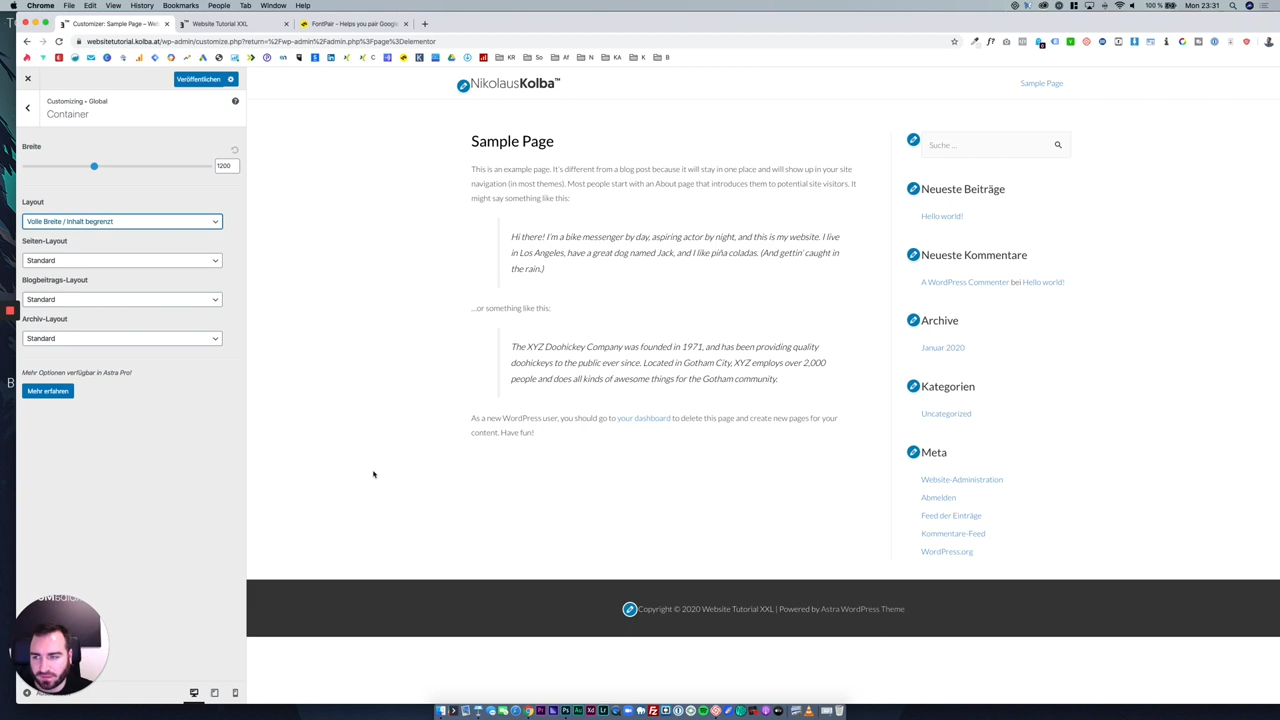 Chrome File Edit View History Bookmarks People Tab Window Help
100 % Mon 23:31
Customizer: Sample Page – Web
Website Tutorial XXL
FontPair - Helps you pair Google
websitetutorial.kolba.at/wp-admin/customize.php?return=%2Fwp-admin%2Fadmin.php%3Fpage%3Delementor
C KR So Af N KA K B
Veröffentlichen
Customizing • Global
Container
Breite
1200
Layout
Volle Breite / Inhalt begrenzt
Seiten-Layout
Standard
Blogbeitrags-Layout
Standard
Archiv-Layout
Standard
Mehr Optionen verfügbar in Astra Pro!
Mehr erfahren
NikolausKolba™
Sample Page
Sample Page
This is an example page. It's different from a blog post because it will stay in one place and will show up in your site
navigation (in most themes). Most people start with an About page that introduces them to potential site visitors. It
might say something like this:
Hi there! I'm a bike messenger by day, aspiring actor by night, and this is my website. I live
in Los Angeles, have a great dog named Jack, and I like piña coladas. (And gettin' caught in
the rain.)
…or something like this:
The XYZ Doohickey Company was founded in 1971, and has been providing quality
doohickeys to the public ever since. Located in Gotham City, XYZ employs over 2,000
people and does all kinds of awesome things for the Gotham community.
As a new WordPress user, you should go to your dashboard to delete this page and create new pages for your
content. Have fun!
Suche …
Neueste Beiträge
Hello world!
Neueste Kommentare
A WordPress Commenter bei Hello world!
Archive
Januar 2020
Kategorien
Uncategorized
Meta
Website-Administration
Abmelden
Feed der Einträge
Kommentare-Feed
WordPress.org
Copyright © 2020 Website Tutorial XXL | Powered by Astra WordPress Theme